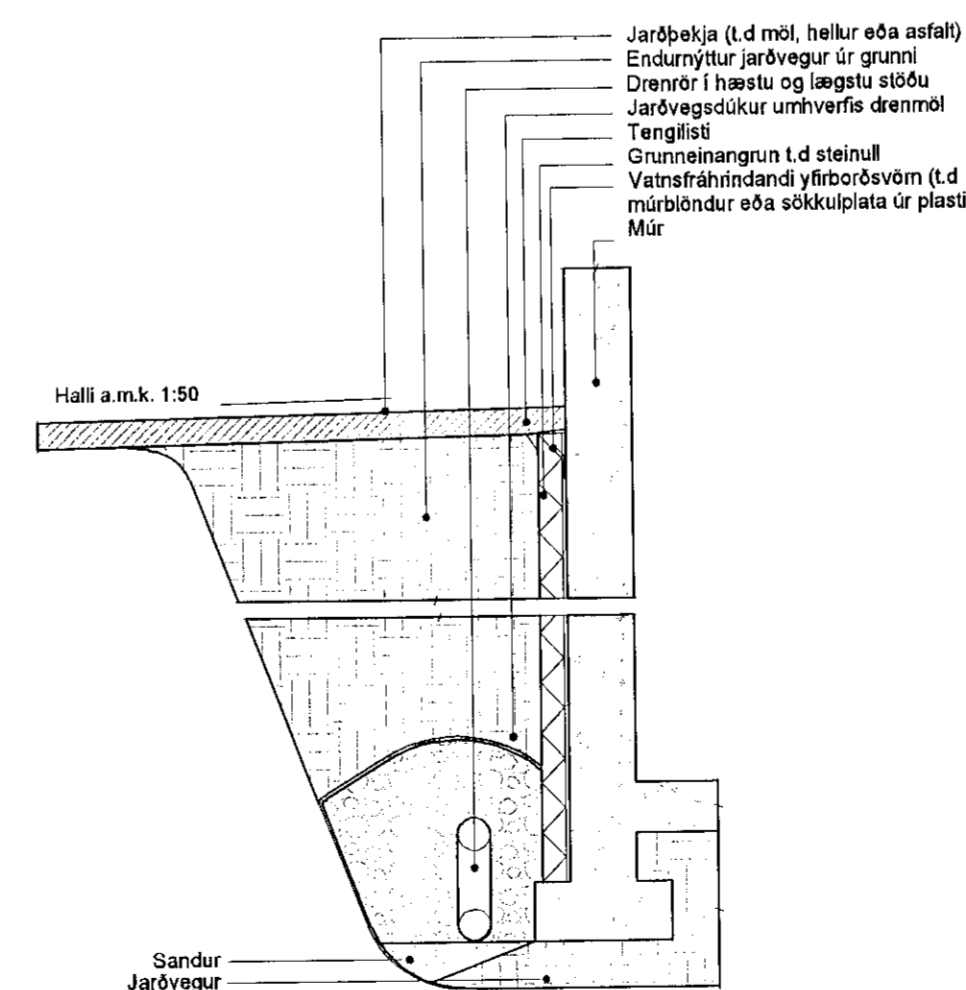 Jarðþekja (t.d möl, hellur eða asfalt)
Endurnýttur jarðvegur úr grunni
Drenrör í hæstu og lægstu stöðu
Jarðvegsdúkur umhverfis drenmöl
Tengilisti
Grunneinangrun t.d steinull
Vatnsfráhrindandi yfirborðsvörn (t.d
múrblöndur eða sökkulplata úr plasti
Múr
Halli a.m.k. 1:50
Sandur
Jarðvegur